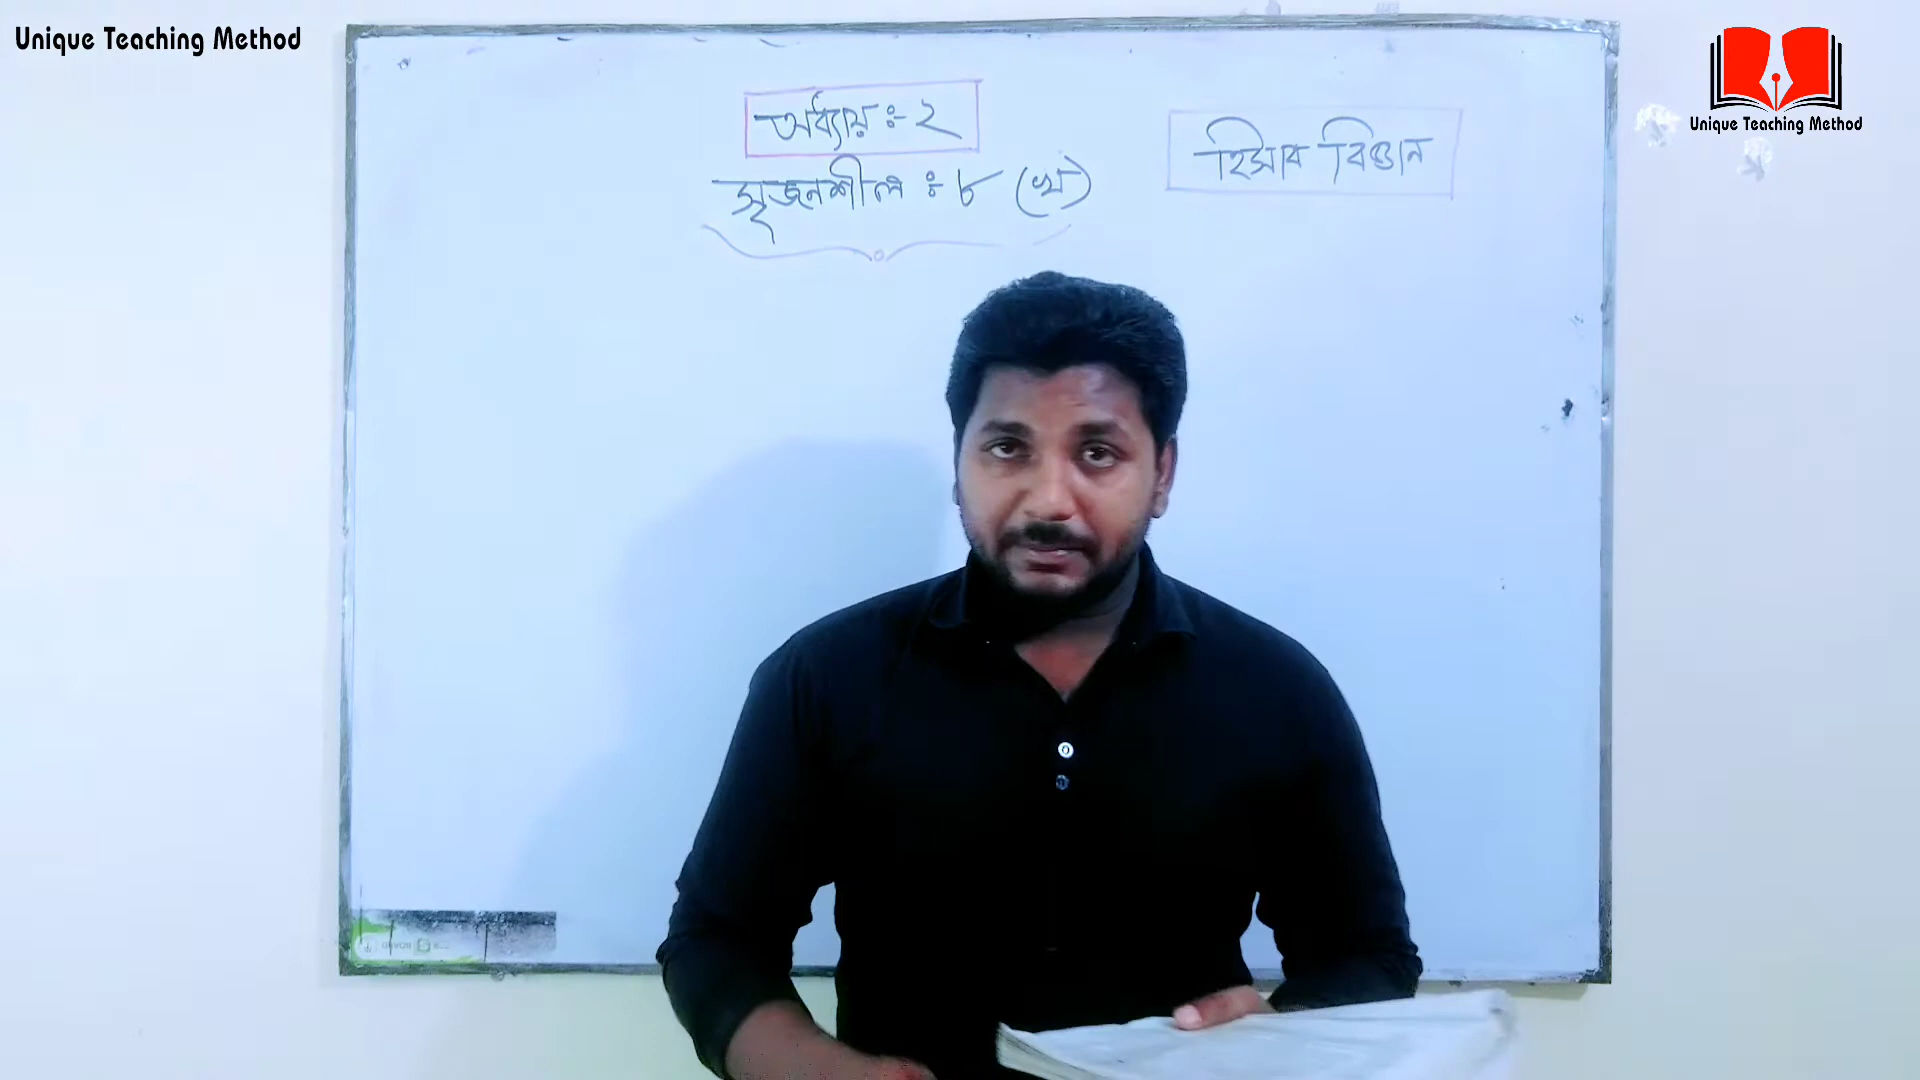 Unique Teaching Method
অধ্যায় ঃ- ২
সৃজনশীল ঃ ৮ (খ)
হিসাব বিজ্ঞান
Unique Teaching Method